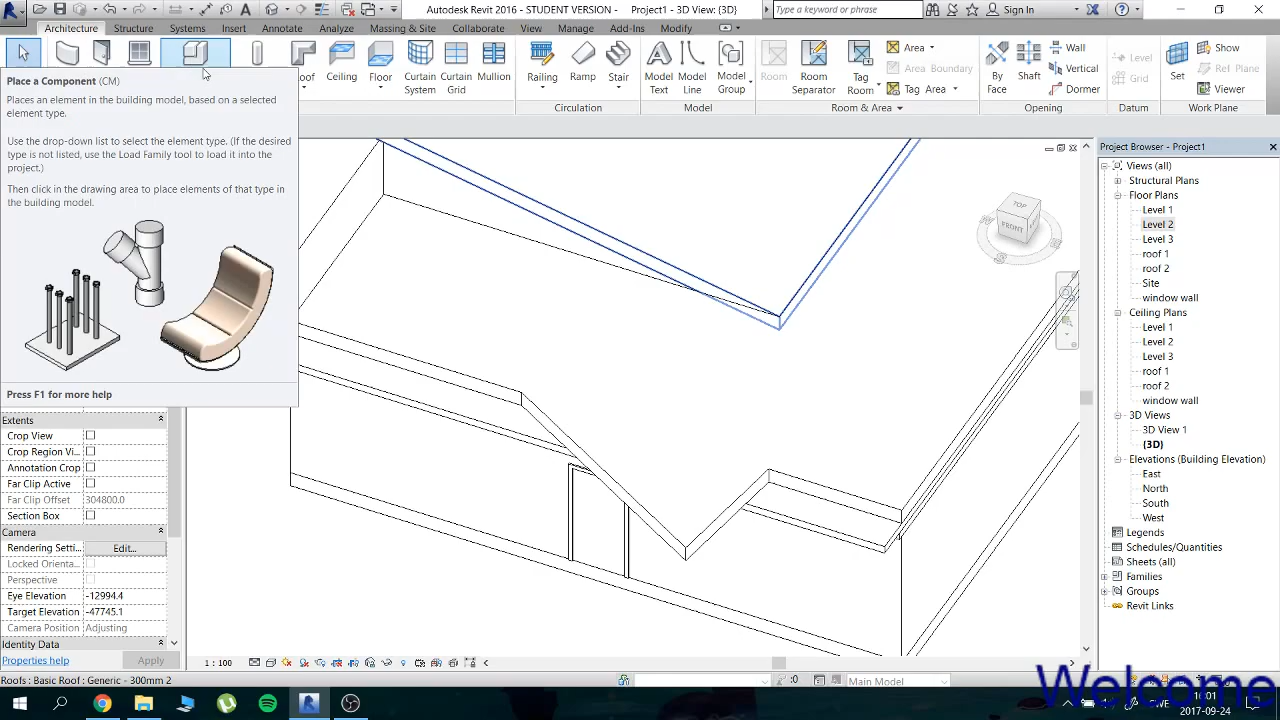 Autodesk Revit 2016 - STUDENT VERSION - Project1 - 3D View: {3D}
Type a keyword or phrase
Sign In
Architecture Structure Systems Insert Annotate Analyze Massing & Site Collaborate View Manage Add-Ins Modify
Ceiling Floor Curtain System Curtain Grid Mullion
Railing Ramp Stair
Model Text Model Line Model Group
Room Room Separator Tag Room
Area
Area Boundary
Tag Area
By Face Shaft
Wall
Vertical
Dormer
Level
Grid
Set
Show
Ref Plane
Viewer
Circulation Model Room & Area Opening Datum Work Plane
Place a Component (CM)
Places an element in the building model, based on a selected
element type.
Use the drop-down list to select the element type. (If the desired
type is not listed, use the Load Family tool to load it into the
project.)
Then click in the drawing area to place elements of that type in
the building model.
Press F1 for more help
Extents
Crop View
Crop Region Vi...
Annotation Crop
Far Clip Active
Far Clip Offset 304800.0
Section Box
Camera
Rendering Setti... Edit...
Locked Orienta...
Perspective
Eye Elevation -12994.4
Target Elevation -47745.1
Camera Position Adjusting
Identity Data
Properties help Apply
TOP
FRONT
Project Browser - Project1
Views (all)
Structural Plans
Floor Plans
Level 1
Level 2
Level 3
roof 1
roof 2
Site
window wall
Ceiling Plans
Level 1
Level 2
Level 3
roof 1
roof 2
window wall
3D Views
3D View 1
{3D}
Elevations (Building Elevation)
East
North
South
West
Legends
Schedules/Quantities
Sheets (all)
Families
Groups
Revit Links
1 : 100
Roofs : Basic Roof : Generic - 300mm 2
:0
Main Model
Welcome
16:01
2017-09-24